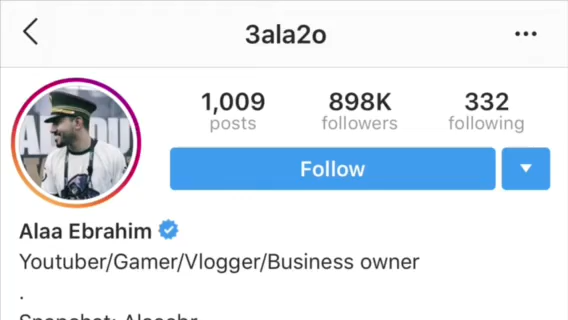 3ala2o
1,009 898K 332
posts followers following
Follow
Alaa Ebrahim
Youtuber/Gamer/Vlogger/Business owner
.